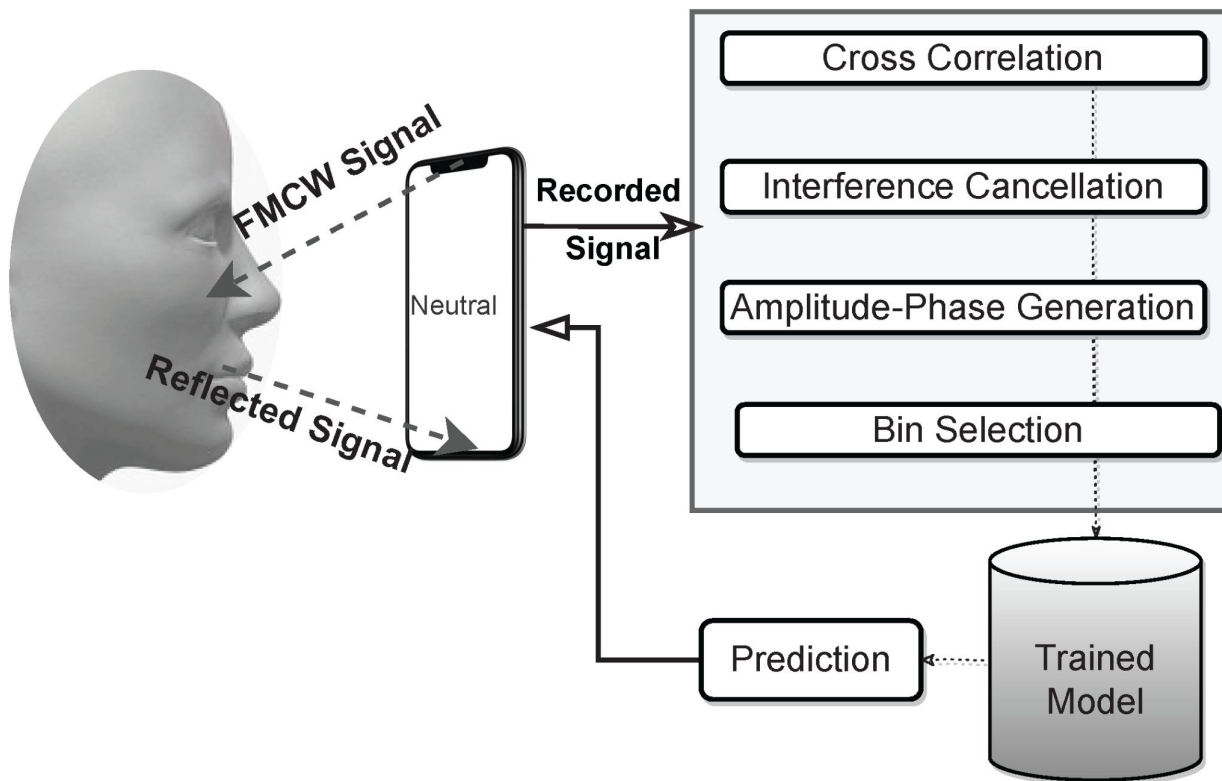 FMCW Signal
Reflected Signal
Neutral
Recorded
Signal
Cross Correlation
Interference Cancellation
Amplitude-Phase Generation
Bin Selection
Trained
Model
Prediction